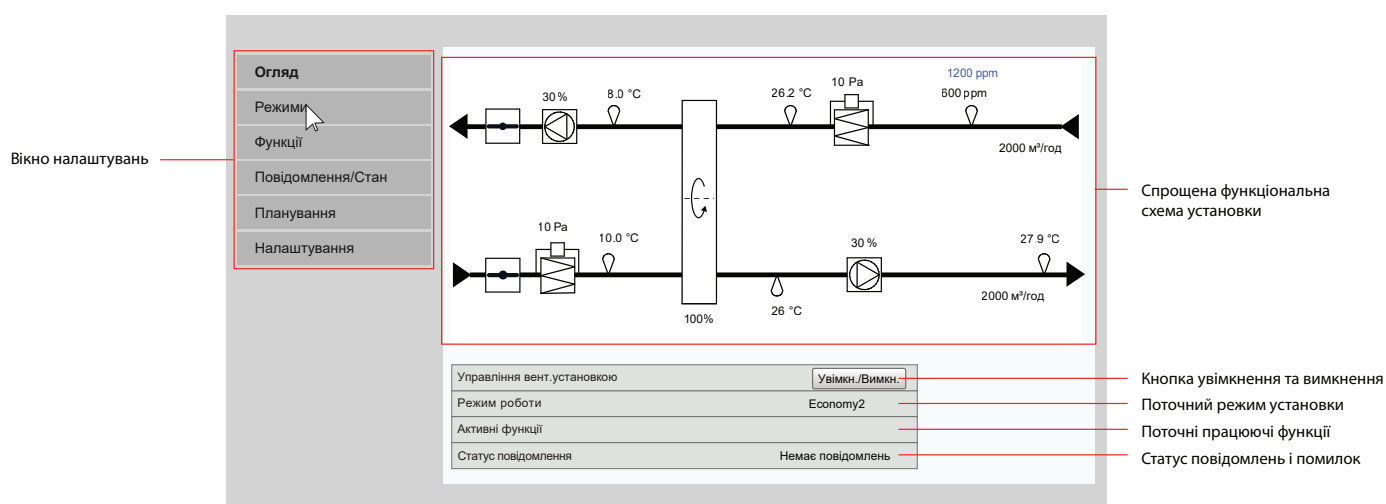 Вікно налаштувань
Огляд
Режими
Функції
Повідомлення/Стан
Планування
Налаштування
1200 ppm
10 Pa
30 %
8.0 °C
26.2 °C
600 ppm
2000 м³/год
10 Pa
10.0 °C
30 %
27 9 °C
2000 м³/год
26 °C
100%
Спрощена функціональна
схема установки
Управління вент.установкою
Увімкн./Вимкн.
Кнопка увімкнення та вимкнення
Режим роботи
Economy2
Поточний режим установки
Активні функції
Поточні працюючі функції
Статус повідомлення
Немає повідомлень
Статус повідомлень і помилок